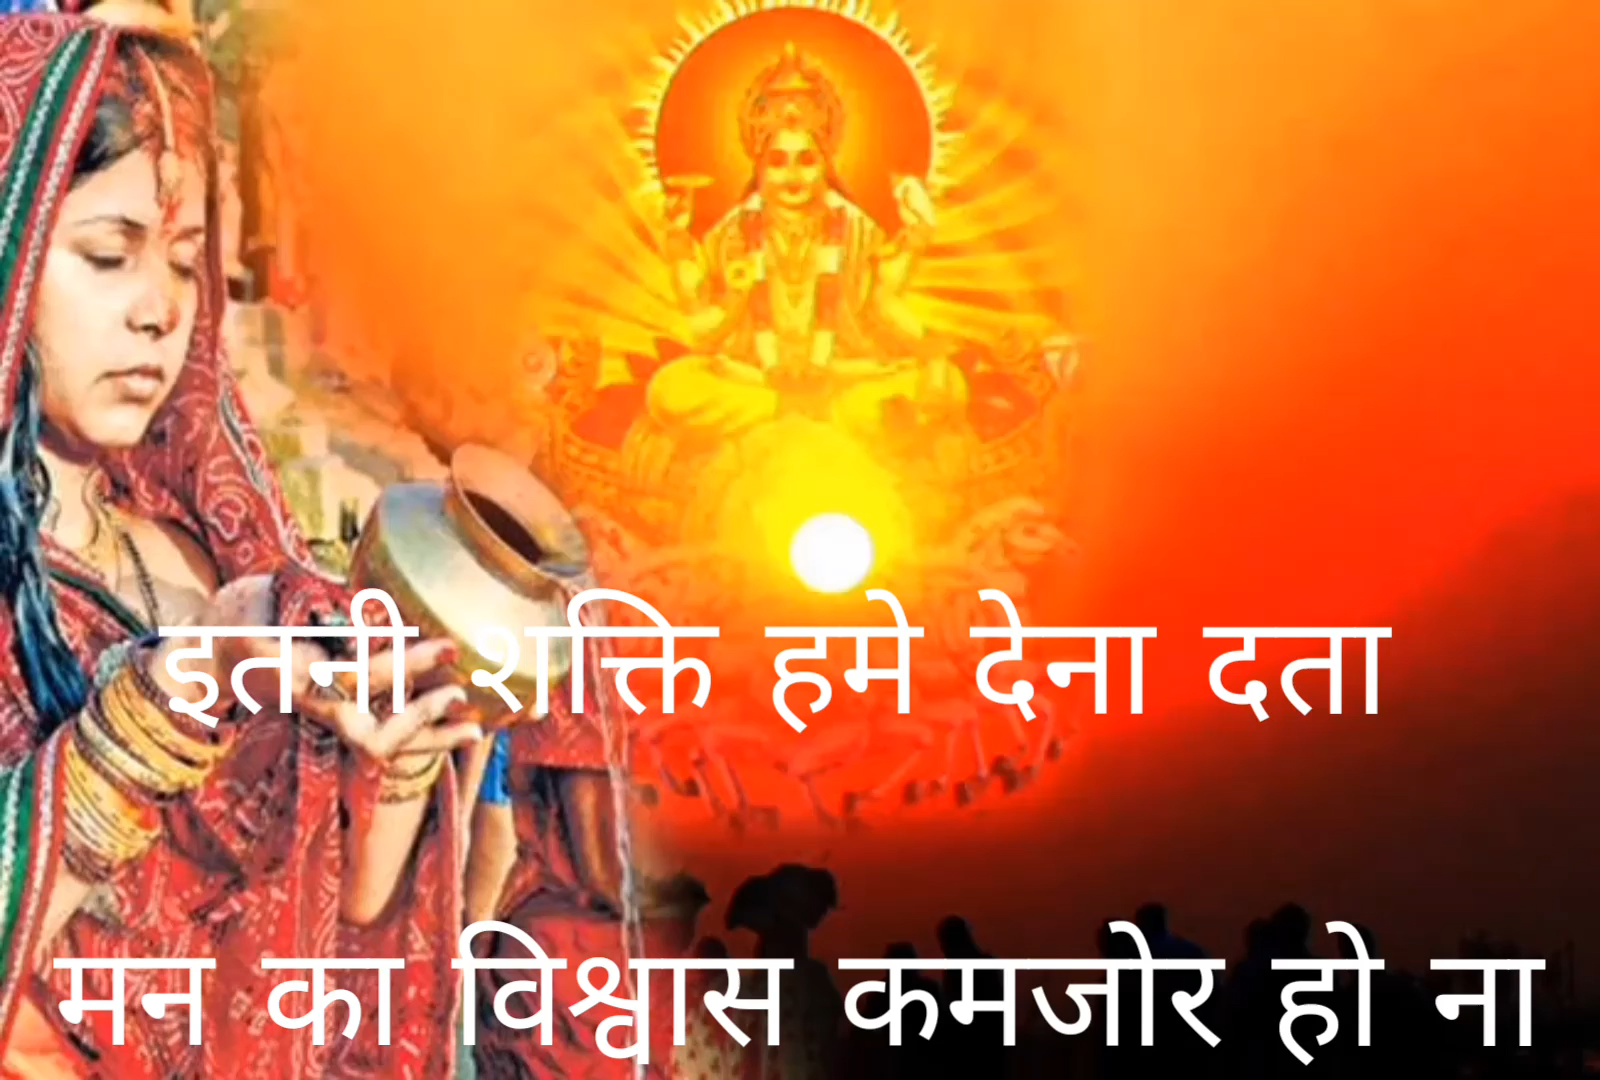 इतनी शक्ति हमे देना दता
मन का विश्वास कमजोर हो ना